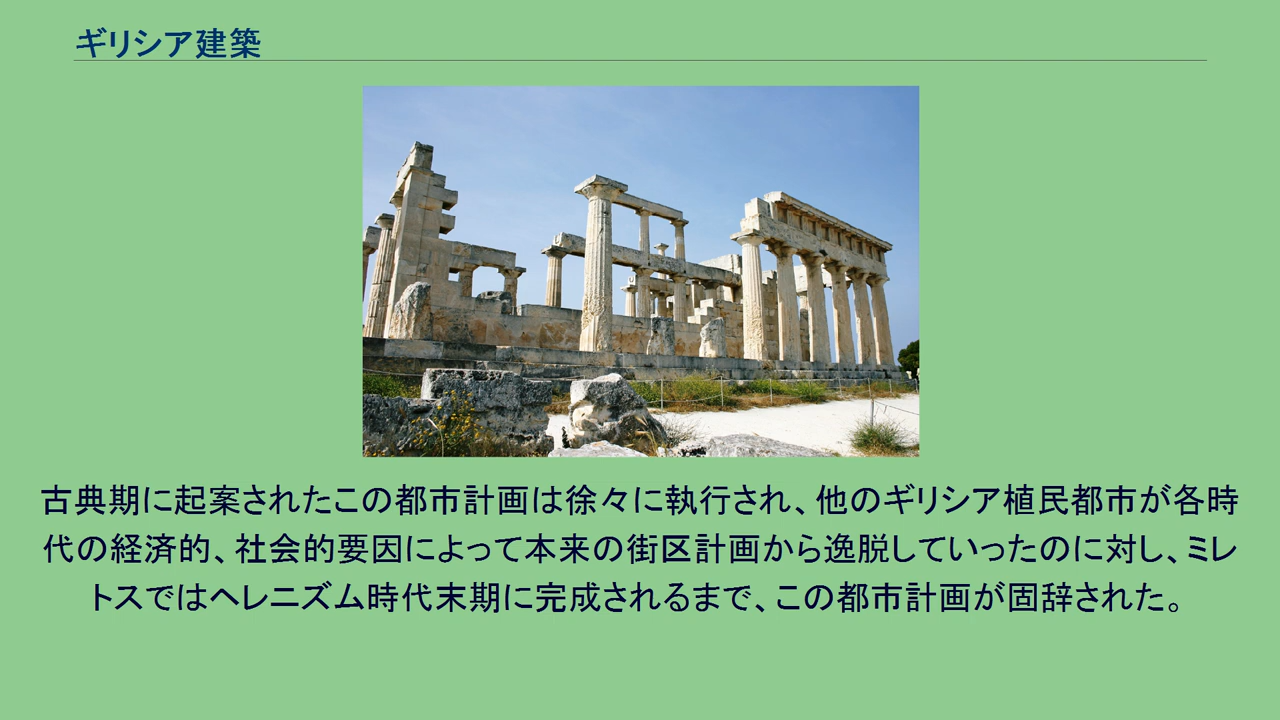 ギリシア建築
古典期に起案されたこの都市計画は徐々に執行され、他のギリシア植民都市が各時
代の経済的、社会的要因によって本来の街区計画から逸脱していったのに対し、ミレ
トスではヘレニズム時代末期に完成されるまで、この都市計画が固辞された。